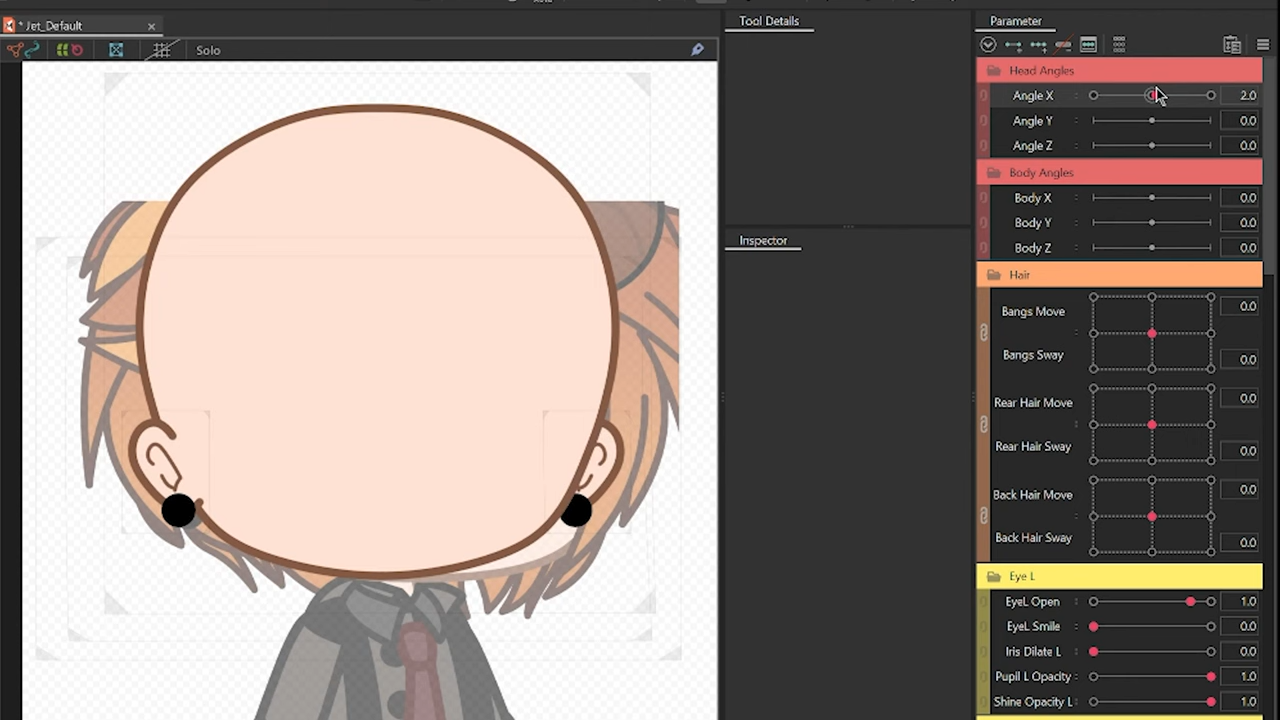 * Jet_Default
Solo
Tool Details
Inspector
Parameter
Head Angles
Angle X : 2.0
Angle Y : 0.0
Angle Z : 0.0
Body Angles
Body X 0.0
Body Y 0.0
Body Z : 0.0
Hair
Bangs Move 0.0
Bangs Sway 0.0
Rear Hair Move 0.0
Rear Hair Sway 0.0
Back Hair Move 0.0
Back Hair Sway 0.0
Eye L
EyeL Open : 1.0
EyeL Smile : 0.0
Iris Dilate L : 0.0
Pupil L Opacity : 1.0
Shine Opacity L : 1.0